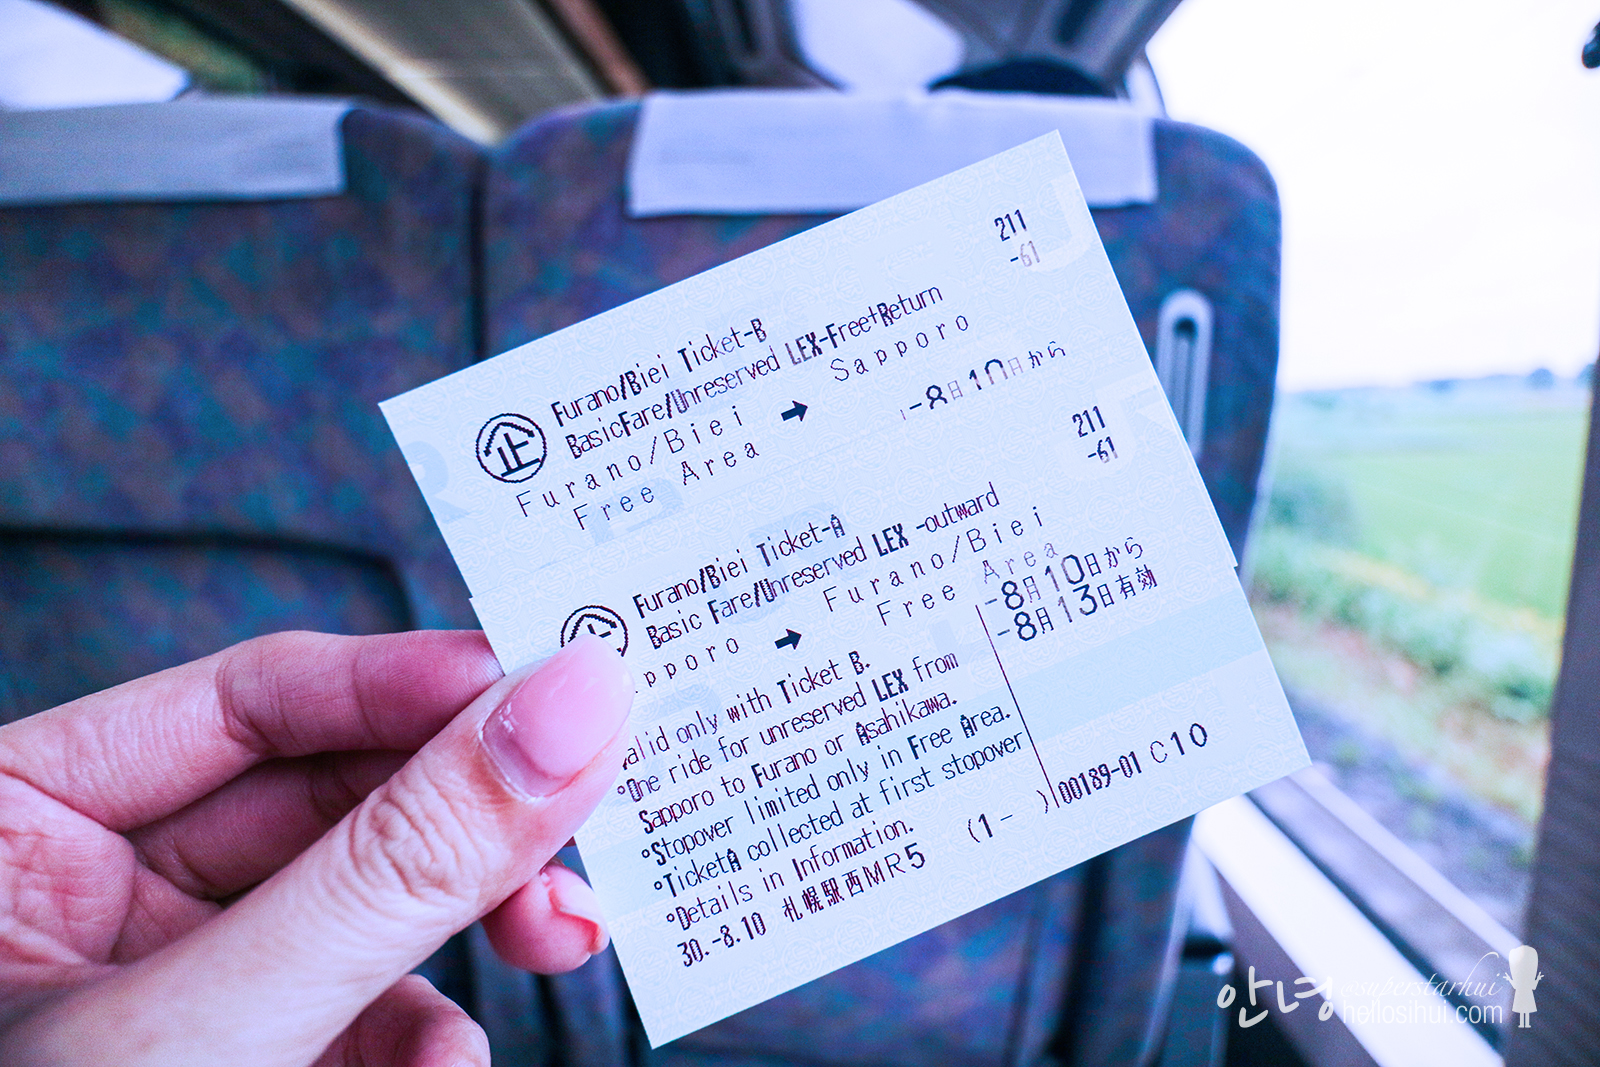 211
-61
企 Furano/Biei Ticket-B
BasicFare/Unreserved LEX-Free+Return
Furano/Biei ➡ Sapporo
Free Area
-8月10日から
211
-61
Furano/Biei Ticket-A
Basic Fare/Unreserved LEX -outward
pporo ➡ Furano/Biei
Free Area
-8月10日から
-8月13日有効
alid only with Ticket B.
°One ride for unreserved LEX from
Sapporo to Furano or Asahikawa.
°Stopover limited only in Free Area.
°TicketA collected at first stopover
°Details in Information.
30.-8.10 札幌駅西MR5 (1- ) 00189-01 C10
안녕
@superstarhui
hellosihui.com